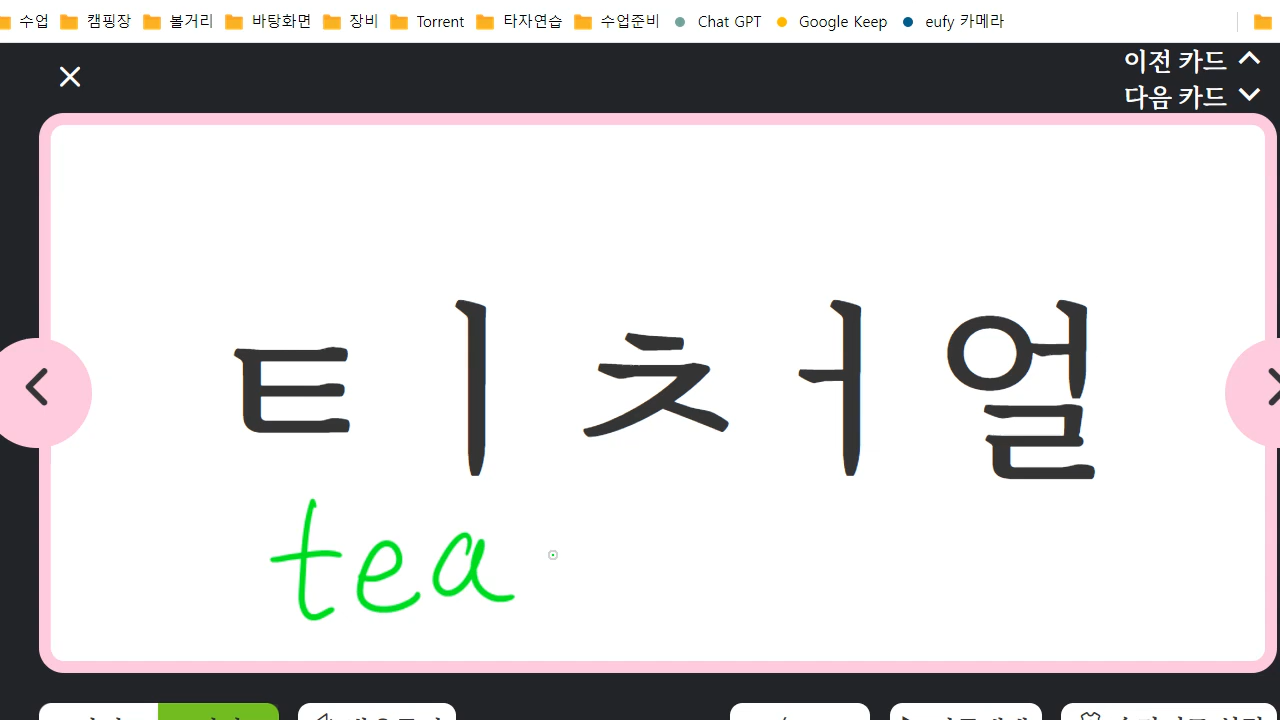 수업 캠핑장 볼거리 바탕화면 장비 Torrent 타자연습 수업준비 Chat GPT Google Keep eufy 카메라
이전 카드
다음 카드
ㅌ ㅣ ㅊ ㅓ 얼
tea